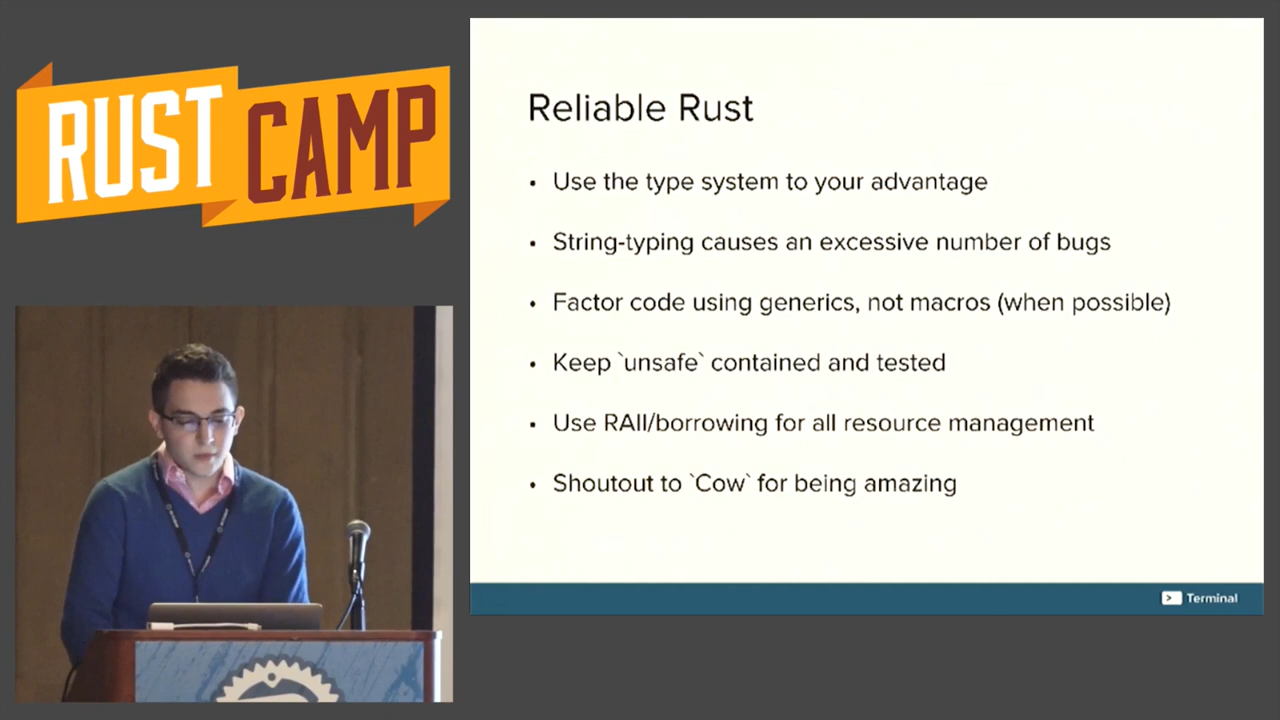 RUST CAMP
Reliable Rust
• Use the type system to your advantage
• String-typing causes an excessive number of bugs
• Factor code using generics, not macros (when possible)
• Keep `unsafe` contained and tested
• Use RAII/borrowing for all resource management
• Shoutout to `Cow` for being amazing
Terminal